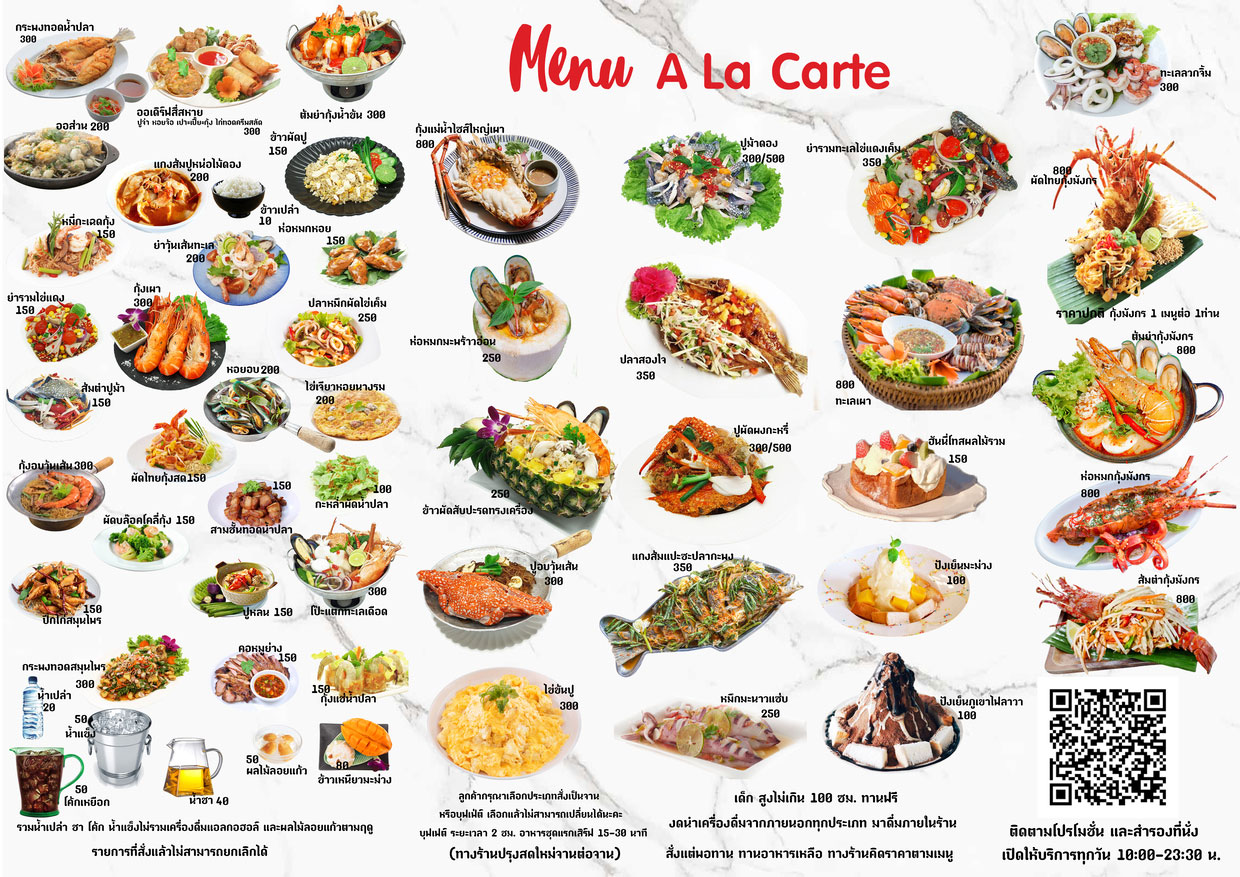 Menu A La Carte
กระพงทอดน้ำปลา
300
ออเดิร์ฟสี่สหาย
ปูจ๋า หอยจ๊อ เปาะเปี๊ยะกุ้ง ไก่ทอดครีมสลัด
300
ต้มยำกุ้งน้ำข้น 300
ออส่วน 200
ข้าวผัดปู
150
แกงส้มปูหน่อไม้ดอง
200
ข้าวเปล่า
10
หมี่กะเฉดกุ้ง
150
ห่อหมกหอย
150
ยำวุ้นเส้นทะเล
200
ยำรามไข่แดง
150
กุ้งเผา
300
ปลาหมึกผัดไข่เค็ม
250
หอยอบ 200
ส้มตำปูม้า
150
ไข่เจียวหอยนางรม
200
กุ้งอบวุ้นเส้น 300
ผัดไทยกุ้งสด150
150
สามชั้นทอดน้ำปลา
100
กะหล่ำผัดน้ำปลา
ผัดบล๊อคโคลี่กุ้ง 150
150
ปีกไก่สมุนไพร
ปูหลน 150
300
โป๊ะแตกทะเลเดือด
กระพงทอดสมุนไพร
300
คอหมูย่าง
150
150
กุ้งแช่น้ำปลา
น้ำเปล่า
20
50
น้ำแข็ง
50
โค้กเหยือก
น้ำชา 40
50
ผลไม้ลอยแก้ว
80
ข้าวเหนียวมะม่วง
รวมน้ำเปล่า ชา โค้ก น้ำแข็งไม่รวมเครื่องดื่มแอลกอฮอล์ และผลไม้ลอยแก้วตามฤดู
รายการที่สั่งแล้วไม่สามารถยกเลิกได้
กุ้งแม่น้ำไซส์ใหญ่เผา
800
ห่อหมกมะพร้าวอ่อน
250
250
ข้าวผัดสับปะรดทรงเครื่อง
ปูอบวุ้นเส้น
300
ไข่ข้นปู
300
ลูกค้ากรุณาเลือกประเภทสั่งเป็นจาน
หรือบุฟเฟ่ต์ เลือกแล้วไม่สามารถเปลี่ยนได้นะคะ
บุฟเฟ่ต์ ระยะเวลา 2 ชม. อาหารชุดแรกเสิร์ฟ 15-30 นาที
(ทางร้านปรุงสดใหม่จานต่อจาน)
ปูม้าดอง
300/500
ปลาสองใจ
350
ปูผัดผงกะหรี่
300/500
แกงส้มแปะซะปลากะพง
350
หมึกมะนาวแซ่บ
250
ยำรามทะเลไข่แดงเค็ม
350
800
ทะเลเผา
ฮันนี่โทสผลไม้รวม
150
ปังเย็นมะม่วง
100
ปังเย็นภูเขาไฟลาวา
100
เด็ก สูงไม่เกิน 100 ซม. ทานฟรี
งดนำเครื่องดื่มจากภายนอกทุกประเภท มาดื่มภายในร้าน
สั่งแต่พอทาน ทานอาหารเหลือ ทางร้านคิดราคาตามเมนู
ทะเลลวกจิ้ม
300
800
ผัดไทยกุ้งมังกร
ราคาปกติ กุ้งมังกร 1 เมนูต่อ 1ท่าน
ต้มยำกุ้งมังกร
800
ห่อหมกกุ้งมังกร
800
ส้มตำกุ้งมังกร
800
ติดตามโปรโมชั่น และสำรองที่นั่ง
เปิดให้บริการทุกวัน 10:00-23:30 น.